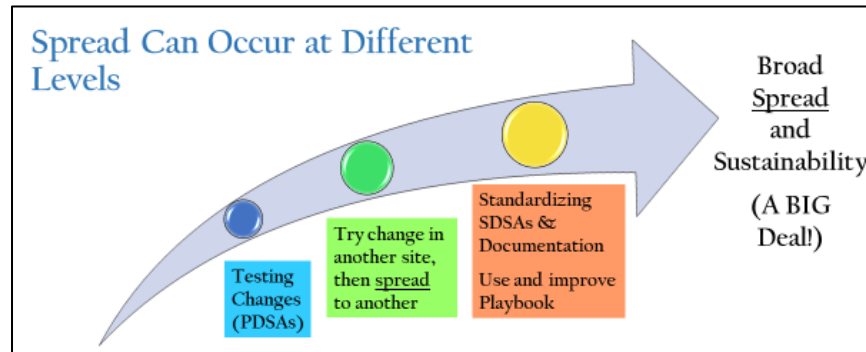 Spread Can Occur at Different
Levels
Testing
Changes
(PDSAs)
Try change in
another site,
then spread
to another
Standardizing
SDSAs &
Documentation
Use and improve
Playbook
Broad
Spread
and
Sustainability
(A BIG
Deal!)